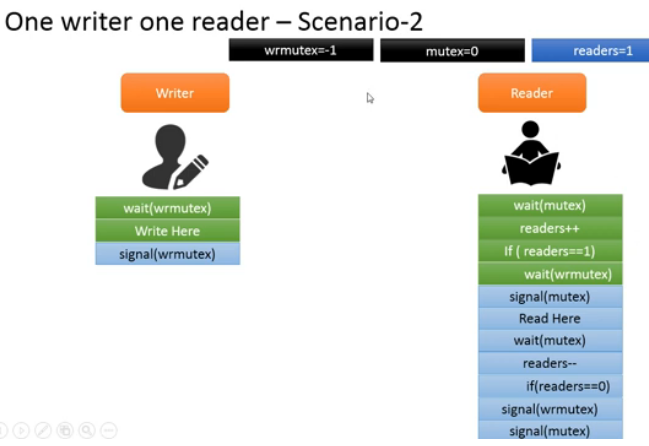 One writer one reader – Scenario-2
wrmutex=-1
mutex=0
readers=1
Writer
Reader
wait(wrmutex)
Write Here
signal(wrmutex)
wait(mutex)
readers++
If ( readers==1)
wait(wrmutex)
signal(mutex)
Read Here
wait(mutex)
readers--
if(readers==0)
signal(wrmutex)
signal(mutex)